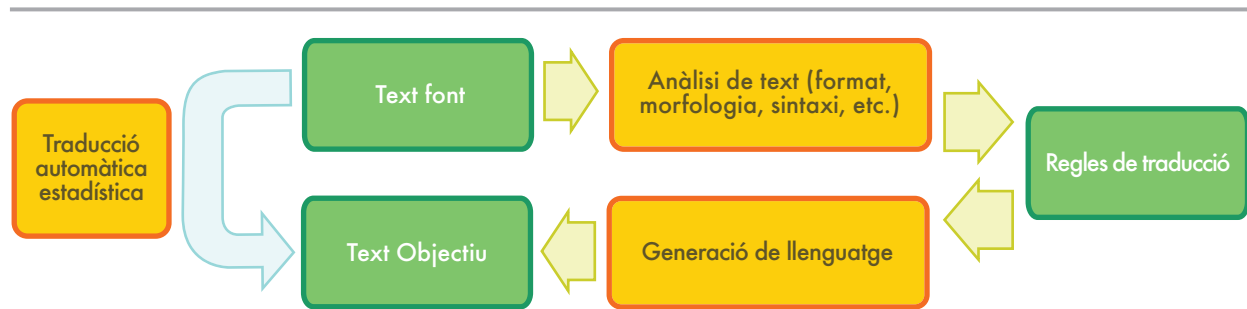 Traducció
automàtica
estadística
Text font
Anàlisi de text (format,
morfologia, sintaxi, etc.)
Regles de traducció
Text Objectiu
Generació de llenguatge